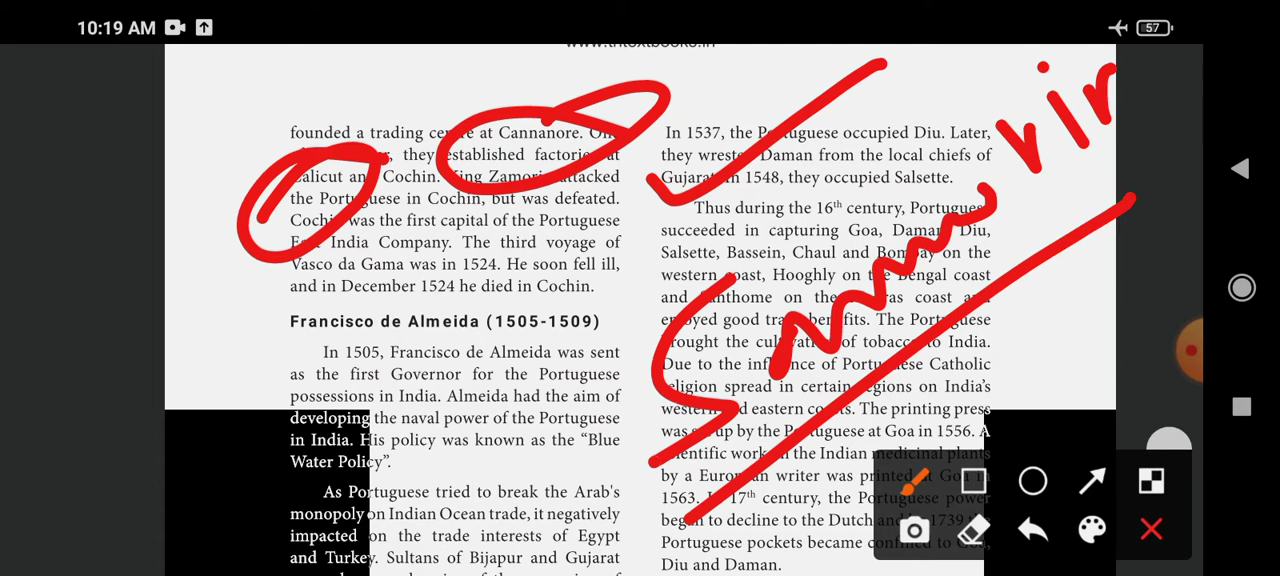 10:19 AM
57
www.tntextbooks.in
founded a trading centre at Cannanore. On
they established factories at
Calicut and Cochin. King Zamorin attacked
the Portuguese in Cochin, but was defeated.
Cochin was the first capital of the Portuguese
East India Company. The third voyage of
Vasco da Gama was in 1524. He soon fell ill,
and in December 1524 he died in Cochin.
Francisco de Almeida (1505-1509)
In 1505, Francisco de Almeida was sent
as the first Governor for the Portuguese
possessions in India. Almeida had the aim of
developing the naval power of the Portuguese
in India. His policy was known as the “Blue
Water Policy”.
As Portuguese tried to break the Arab's
monopoly on Indian Ocean trade, it negatively
impacted on the trade interests of Egypt
and Turkey. Sultans of Bijapur and Gujarat
In 1537, the Portuguese occupied Diu. Later,
they wrested Daman from the local chiefs of
Gujarat. In 1548, they occupied Salsette.
Thus during the 16th century, Portuguese
succeeded in capturing Goa, Daman, Diu,
Salsette, Bassein, Chaul and Bombay on the
western coast, Hooghly on the Bengal coast
and Santhome on the Madras coast and
enjoyed good trade benefits. The Portuguese
brought the cultivation of tobacco to India.
Due to the influence of Portuguese Catholic
religion spread in certain regions on India’s
western and eastern coasts. The printing press
was set up by the Portuguese at Goa in 1556. A
scientific work on the Indian medicinal plants
by a European writer was printed at Goa in
1563. In 17th century, the Portuguese power
began to decline to the Dutch and by 1739 the
Portuguese pockets became confined to Goa,
Diu and Daman.